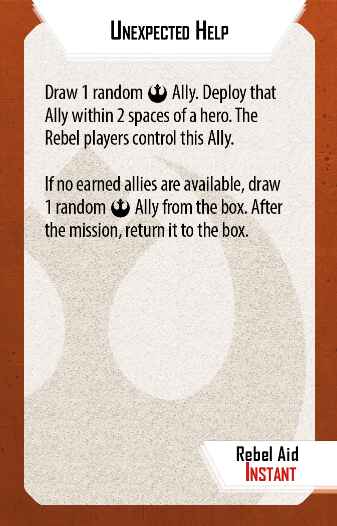 Unexpected Help
Draw 1 random Ally. Deploy that
Ally within 2 spaces of a hero. The
Rebel players control this Ally.
If no earned allies are available, draw
1 random Ally from the box. After
the mission, return it to the box.
Rebel Aid
Instant